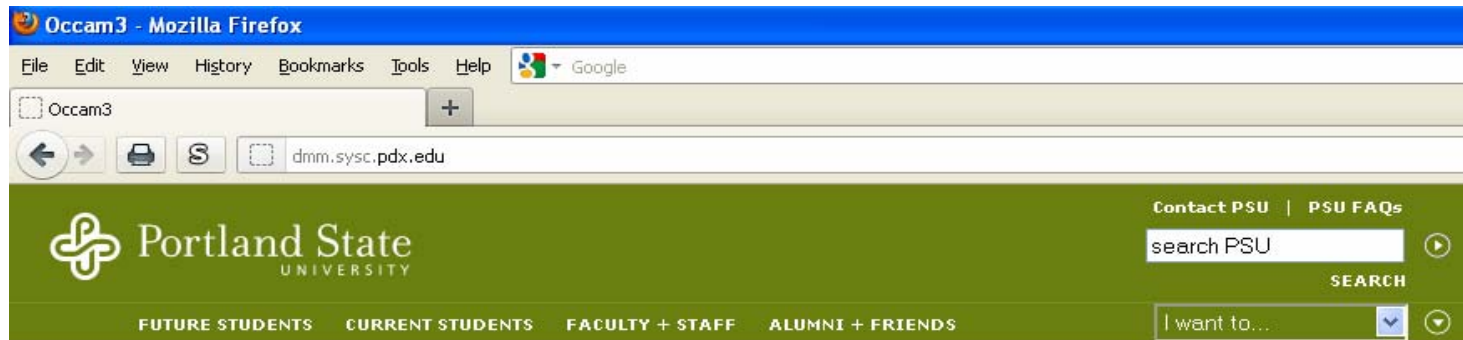 Occam3 - Mozilla Firefox
File Edit View History Bookmarks Tools Help Google
Occam3 +
S dmm.sysc.pdx.edu
Contact PSU | PSU FAQs
Portland State
UNIVERSITY
search PSU
SEARCH
FUTURE STUDENTS CURRENT STUDENTS FACULTY + STAFF ALUMNI + FRIENDS I want to...